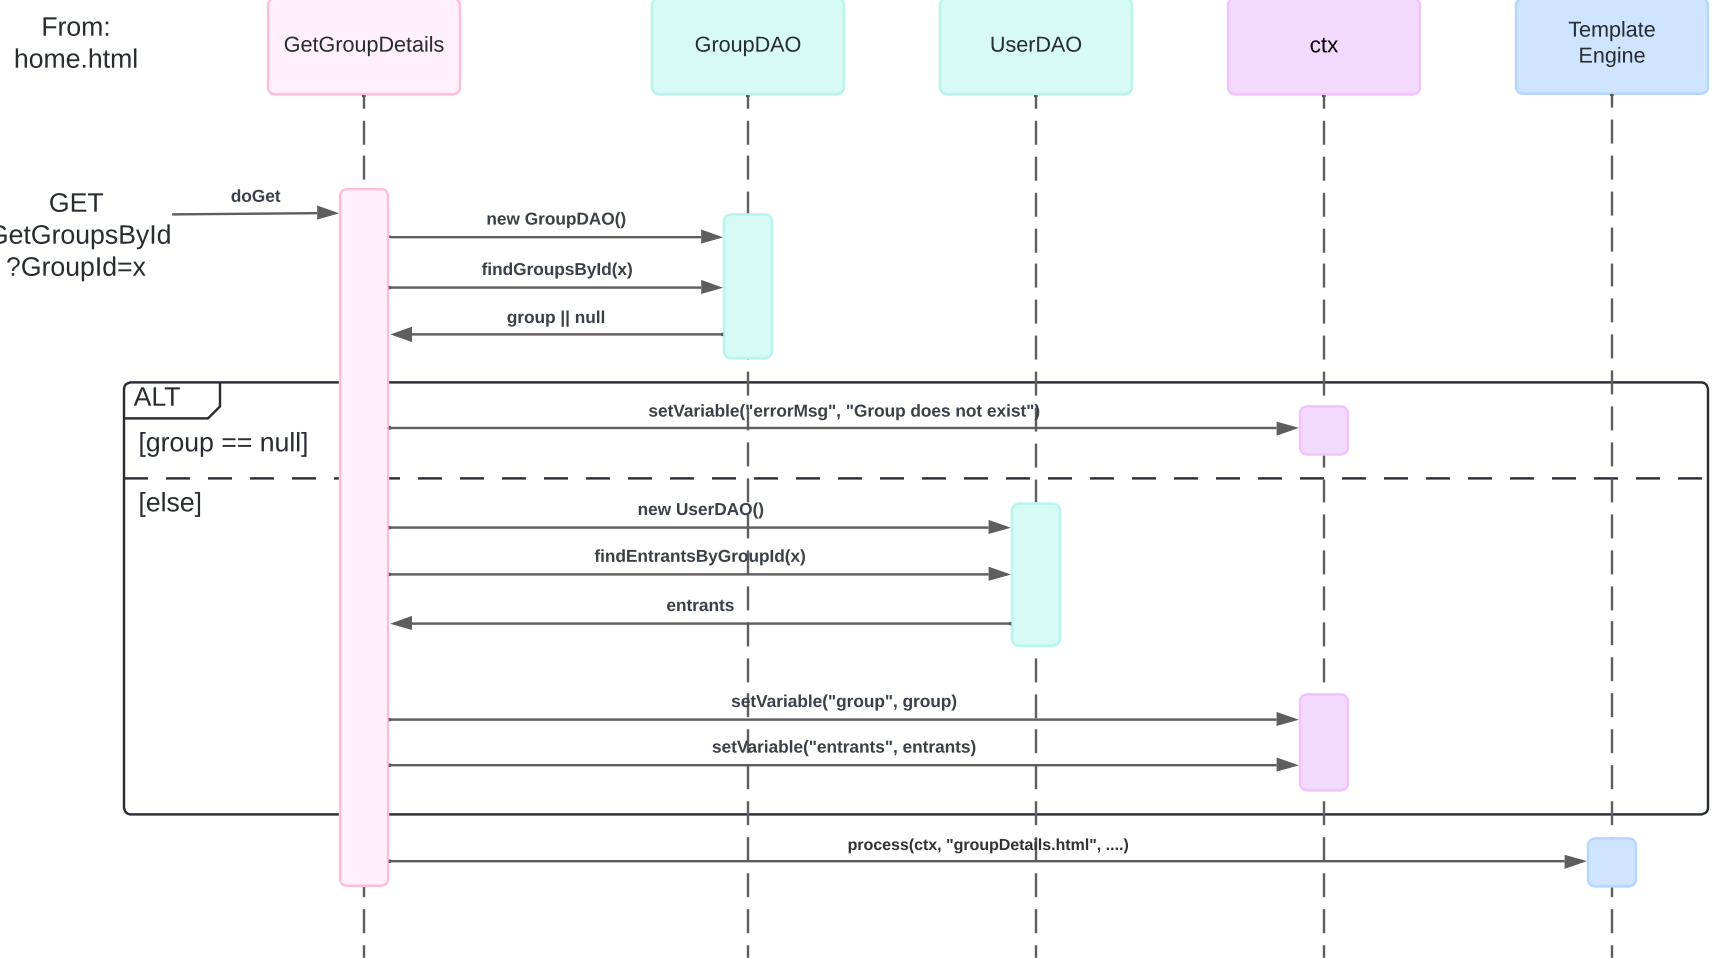 From:
home.html
GetGroupDetails
GroupDAO
UserDAO
ctx
Template
Engine
GET
GetGroupsById
?GroupId=x
doGet
new GroupDAO()
findGroupsById(x)
group || null
ALT
[group == null]
setVariable("errorMsg", "Group does not exist")
[else]
new UserDAO()
findEntrantsByGroupId(x)
entrants
setVariable("group", group)
setVariable("entrants", entrants)
process(ctx, "groupDetails.html", ....)